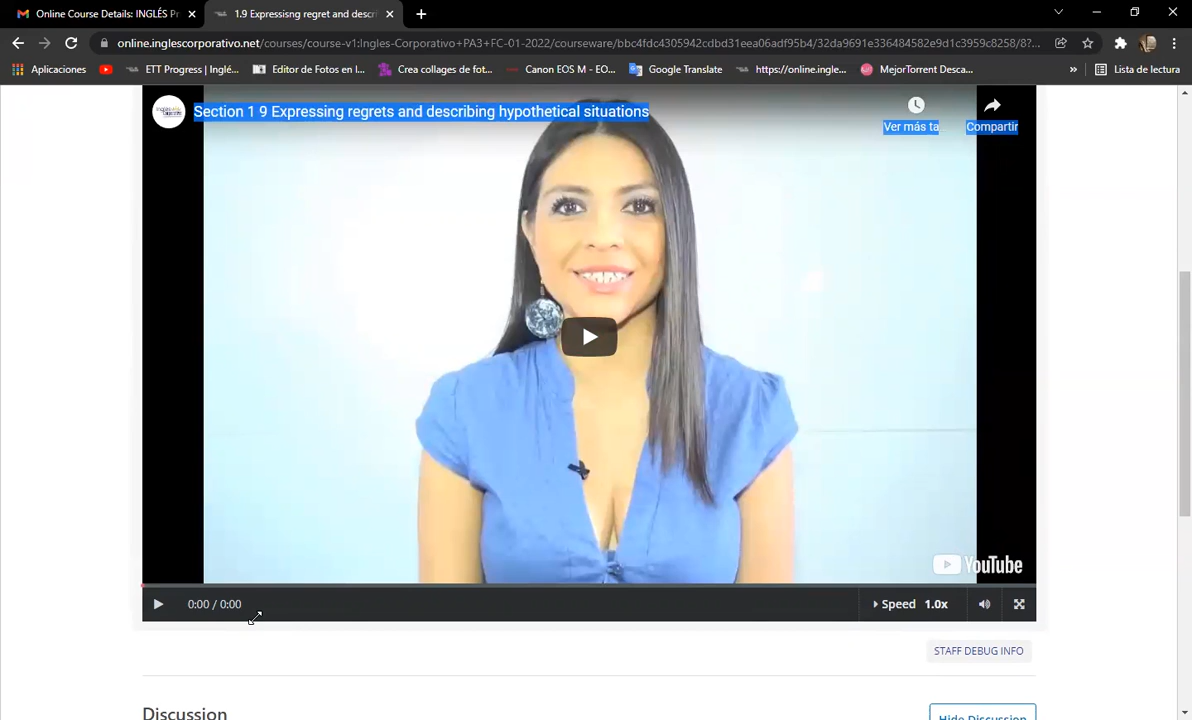 Online Course Details: INGLÉS Pr
1.9 Expressisng regret and descri
online.inglescorporativo.net/courses/course-v1:Ingles-Corporativo+PA3+FC-01-2022/courseware/bbc4fdc4305942cdbd31eea06adf95b4/32da9691e336484582e9d1c3959c8258/8?...
Aplicaciones
ETT Progress | Inglé...
Editor de Fotos en l...
Crea collages de fot...
Canon EOS M - EO...
Google Translate
https://online.ingle...
MejorTorrent Desca...
»
Lista de lectura
Section 1 9 Expressing regrets and describing hypothetical situations
Ver más ta
Compartir
YouTube
0:00 / 0:00
Speed 1.0x
STAFF DEBUG INFO
Discussion
Hide Discussion